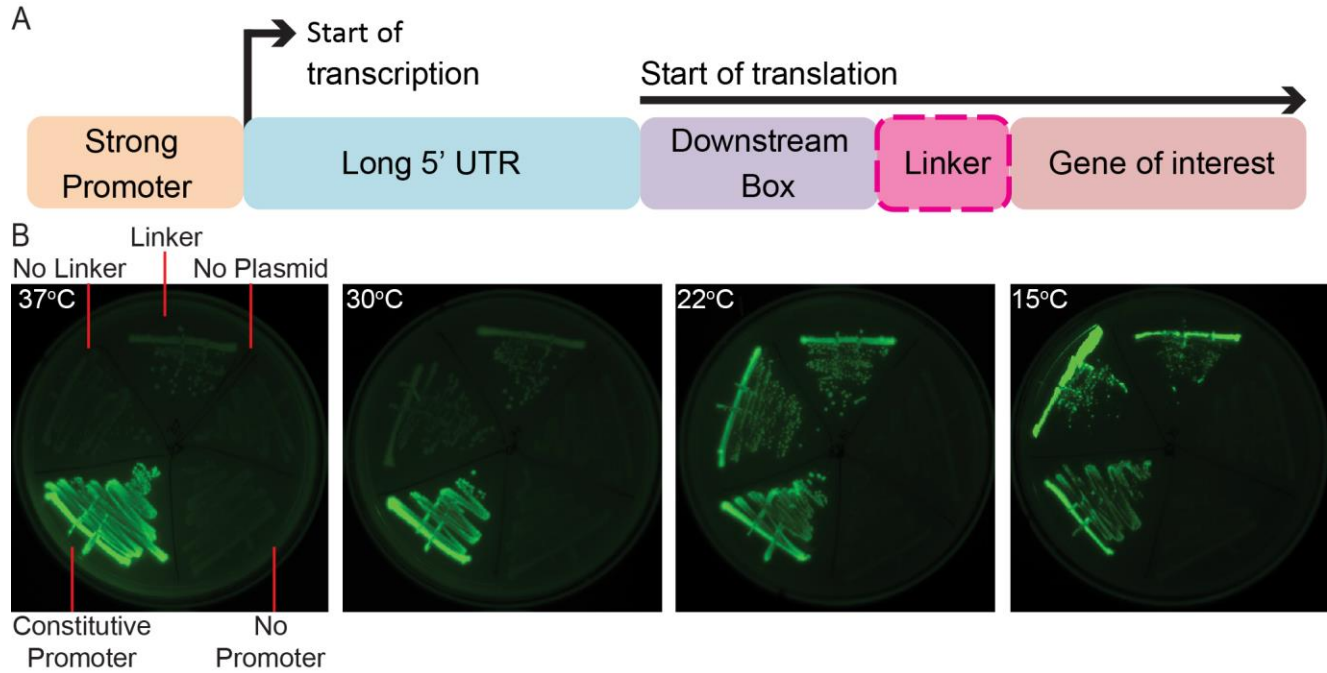 A
Start of
transcription
Start of translation
Strong
Promoter
Long 5’ UTR
Downstream
Box
Linker
Gene of interest
B
Linker
No Linker
No Plasmid
37°C
30°C
22°C
15°C
Constitutive
Promoter
No
Promoter